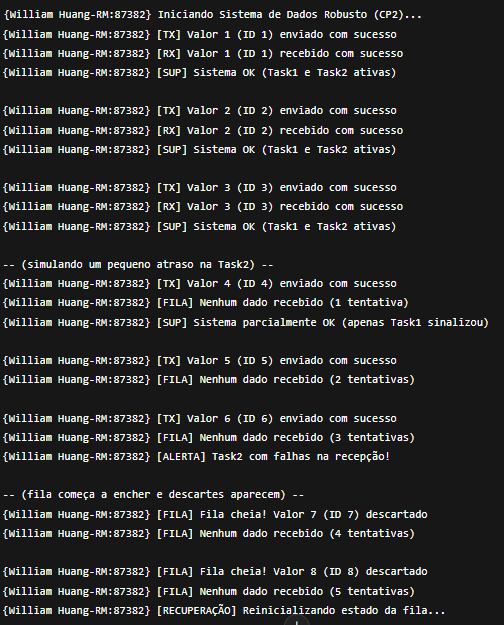 {William Huang-RM:87382} Iniciando Sistema de Dados Robusto (CP2)...
{William Huang-RM:87382} [TX] Valor 1 (ID 1) enviado com sucesso
{William Huang-RM:87382} [RX] Valor 1 (ID 1) recebido com sucesso
{William Huang-RM:87382} [SUP] Sistema OK (Task1 e Task2 ativas)
{William Huang-RM:87382} [TX] Valor 2 (ID 2) enviado com sucesso
{William Huang-RM:87382} [RX] Valor 2 (ID 2) recebido com sucesso
{William Huang-RM:87382} [SUP] Sistema OK (Task1 e Task2 ativas)
{William Huang-RM:87382} [TX] Valor 3 (ID 3) enviado com sucesso
{William Huang-RM:87382} [RX] Valor 3 (ID 3) recebido com sucesso
{William Huang-RM:87382} [SUP] Sistema OK (Task1 e Task2 ativas)
-- (simulando um pequeno atraso na Task2) --
{William Huang-RM:87382} [TX] Valor 4 (ID 4) enviado com sucesso
{William Huang-RM:87382} [FILA] Nenhum dado recebido (1 tentativa)
{William Huang-RM:87382} [SUP] Sistema parcialmente OK (apenas Task1 sinalizou)
{William Huang-RM:87382} [TX] Valor 5 (ID 5) enviado com sucesso
{William Huang-RM:87382} [FILA] Nenhum dado recebido (2 tentativas)
{William Huang-RM:87382} [TX] Valor 6 (ID 6) enviado com sucesso
{William Huang-RM:87382} [FILA] Nenhum dado recebido (3 tentativas)
{William Huang-RM:87382} [ALERTA] Task2 com falhas na recepção!
-- (fila começa a encher e descartes aparecem) --
{William Huang-RM:87382} [FILA] Fila cheia! Valor 7 (ID 7) descartado
{William Huang-RM:87382} [FILA] Nenhum dado recebido (4 tentativas)
{William Huang-RM:87382} [FILA] Fila cheia! Valor 8 (ID 8) descartado
{William Huang-RM:87382} [FILA] Nenhum dado recebido (5 tentativas)
{William Huang-RM:87382} [RECUPERAÇÃO] Reinicializando estado da fila...